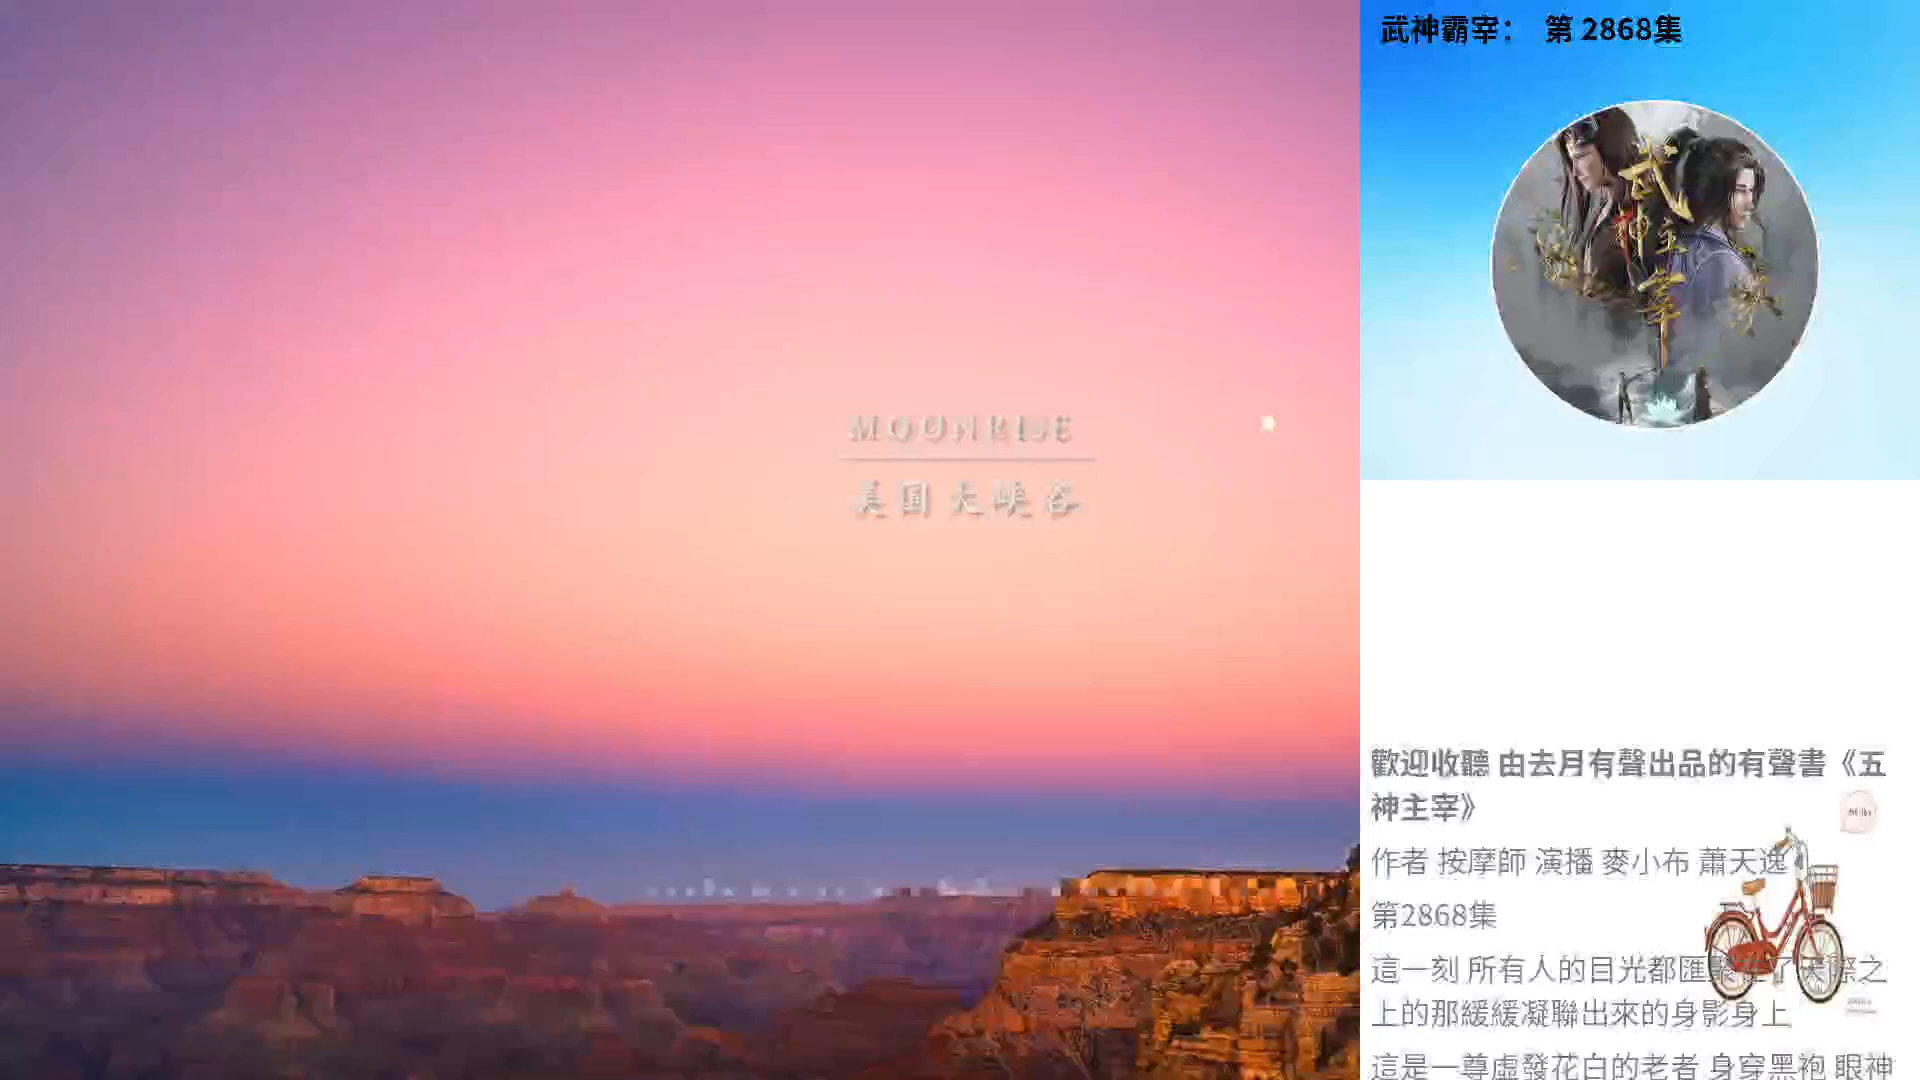 MOONRISE
美国 大峡谷
武神霸宰： 第 2868集
武神主宰
歡迎收聽 由去月有聲出品的有聲書《五
神主宰》
作者 按摩師 演播 麥小布 蕭天逸
第2868集
這一刻 所有人的目光都匯聚在了天際之
上的那緩緩凝聯出來的身影身上
這是一尊虛發花白的老者 身穿黑袍 眼神